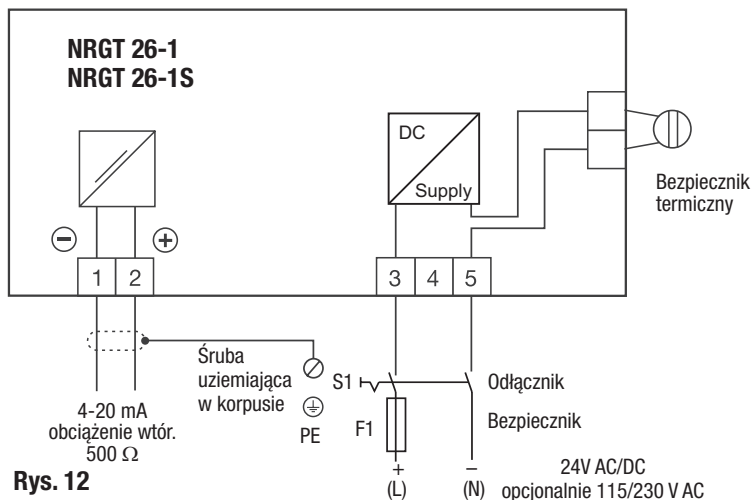 NRGT 26-1
NRGT 26-1S
DC
Supply
Bezpiecznik
termiczny
− +
1 2 3 4 5
Śruba
uziemiająca
w korpusie
PE
4-20 mA
obciążenie wtór.
500 Ω
S1
Odłącznik
F1
Bezpiecznik
+ −
(L) (N)
24V AC/DC
opcjonalnie 115/230 V AC
Rys. 12